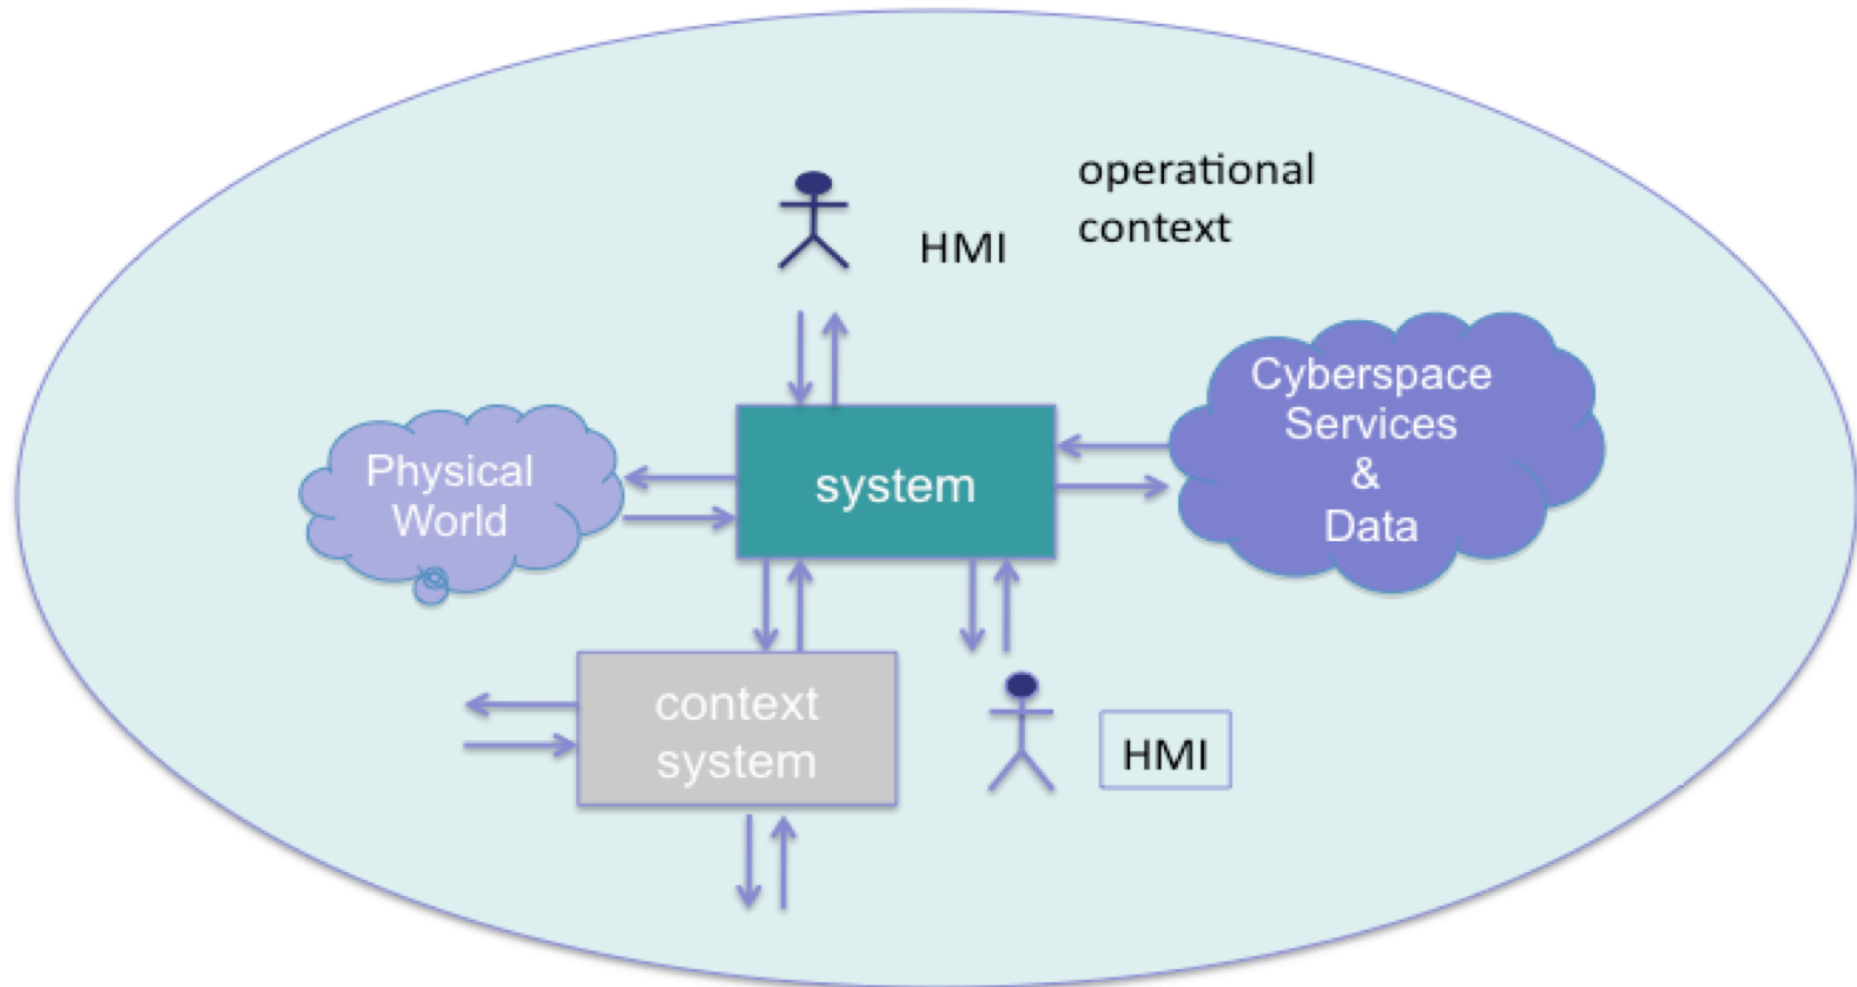 operational
context
HMI
Cyberspace
Services
&
Data
Physical
World
system
context
system
HMI